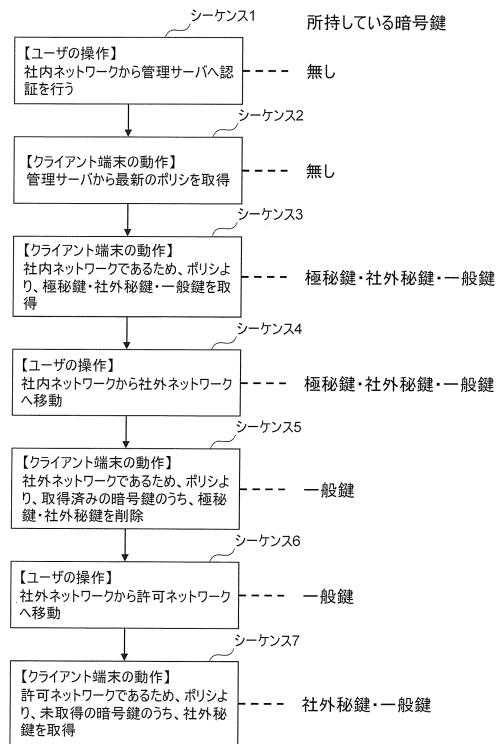 所持している暗号鍵
シーケンス1
【ユーザの操作】
社内ネットワークから管理サーバへ認
証を行う
無し
シーケンス2
【クライアント端末の動作】
管理サーバから最新のポリシを取得
無し
シーケンス3
【クライアント端末の動作】
社内ネットワークであるため、ポリシよ
り、極秘鍵・社外秘鍵・一般鍵を取
得
極秘鍵・社外秘鍵・一般鍵
シーケンス4
【ユーザの操作】
社内ネットワークから社外ネットワーク
へ移動
極秘鍵・社外秘鍵・一般鍵
シーケンス5
【クライアント端末の動作】
社外ネットワークであるため、ポリシよ
り、取得済みの暗号鍵のうち、極秘
鍵・社外秘鍵を削除
一般鍵
シーケンス6
【ユーザの操作】
社外ネットワークから許可ネットワーク
へ移動
一般鍵
シーケンス7
【クライアント端末の動作】
許可ネットワークであるため、ポリシよ
り、未取得の暗号鍵のうち、社外秘
鍵を取得
社外秘鍵・一般鍵